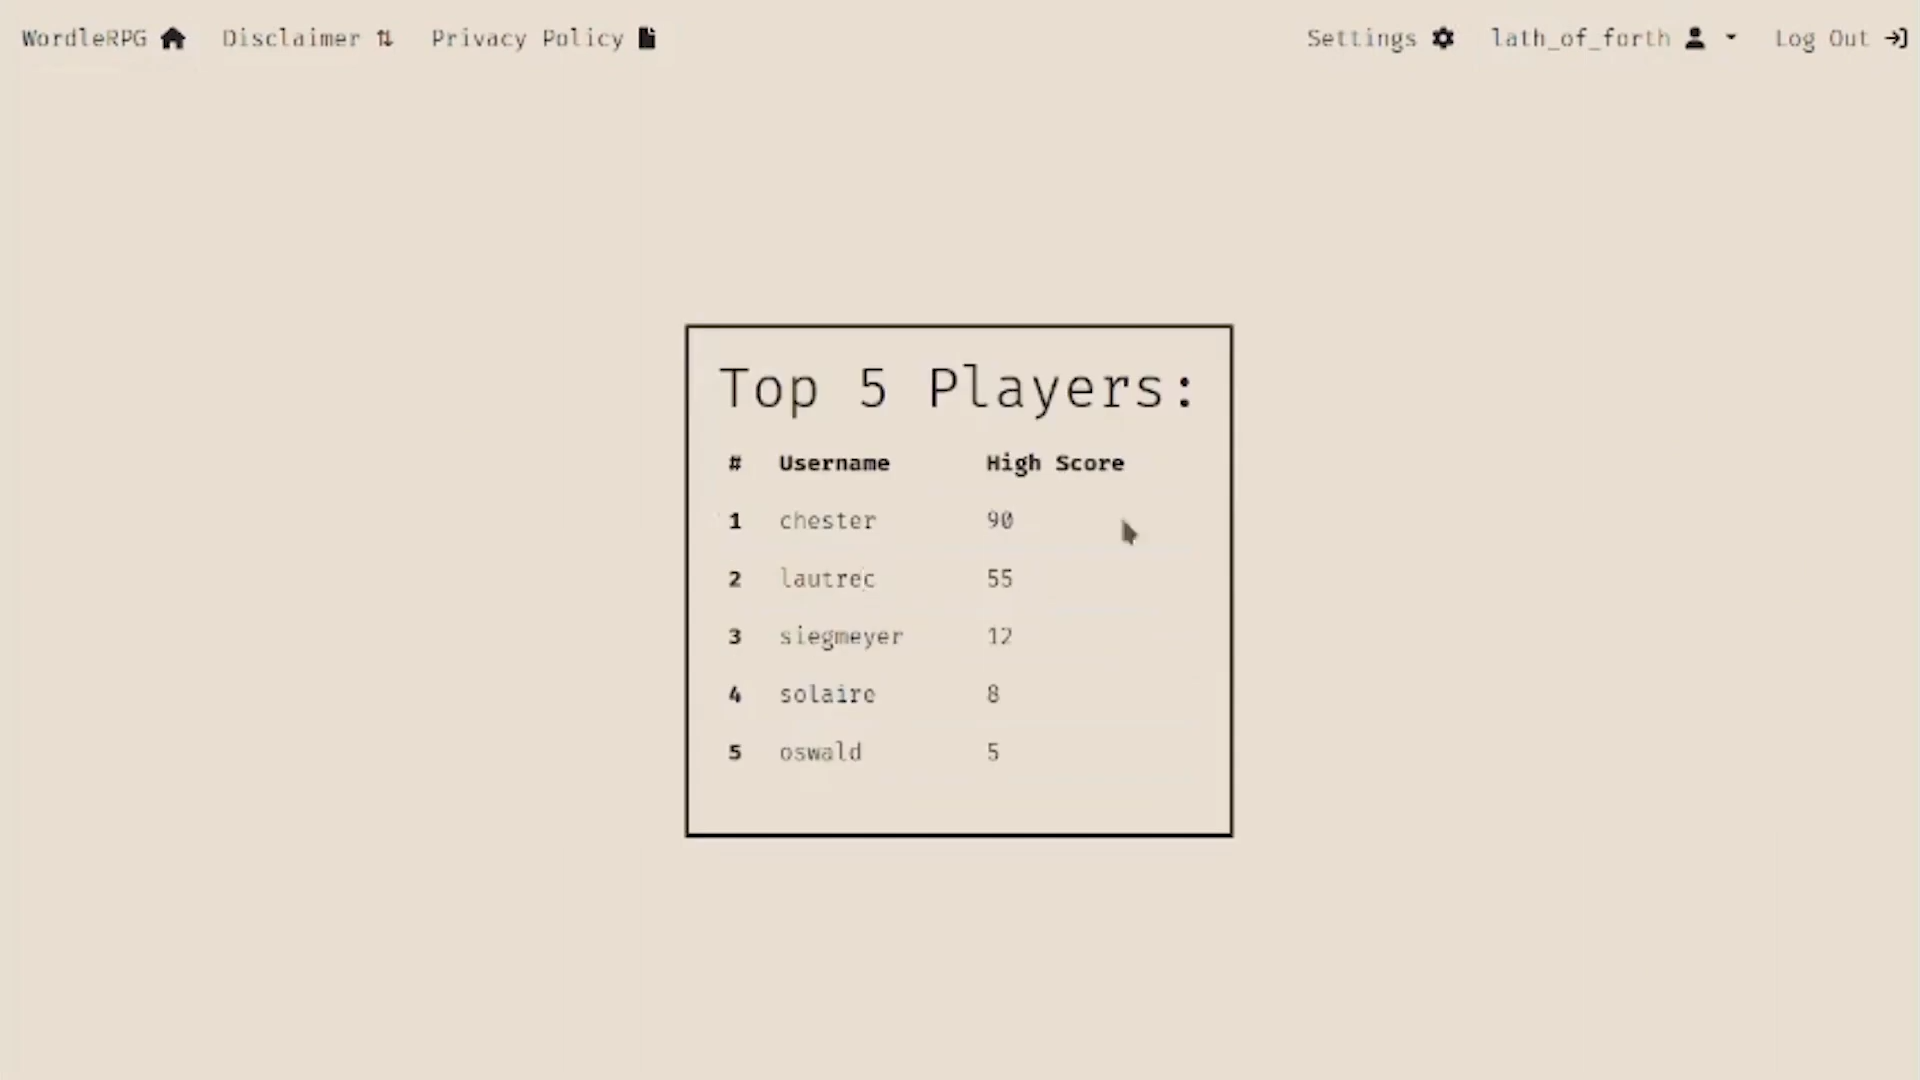 WordleRPG Disclaimer Privacy Policy Settings lath_of_forth Log Out
Top 5 Players:
# Username High Score
1 chester 90
2 lautrec 55
3 siegmeyer 12
4 solaire 8
5 oswald 5